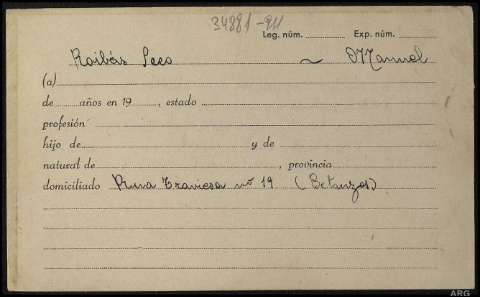 34881-941
Leg. núm. Exp. núm.
Roibás Seco ~ Manuel
(a)
de años en 19 , estado
profesión
hijo de y de
natural de , provincia
domiciliado Rua Traviesa nº 19 (Betanzos)
ARG